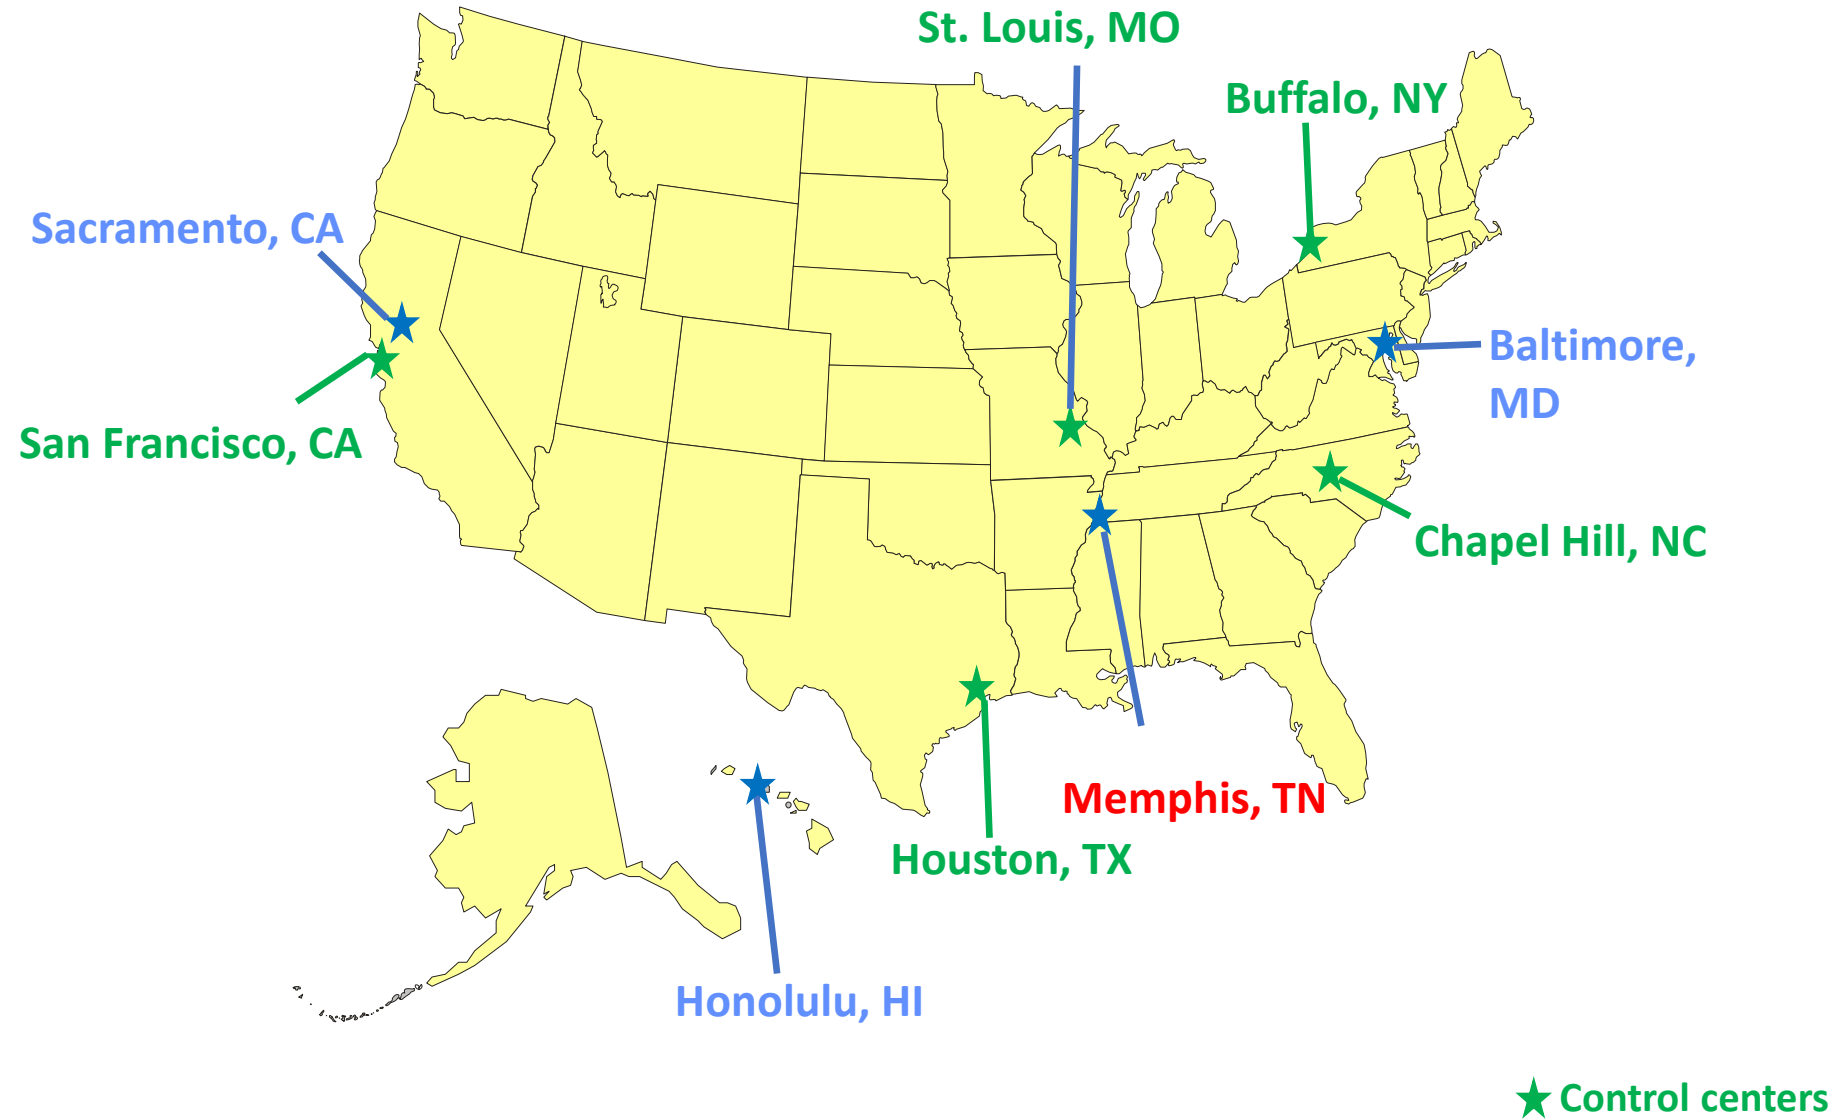 St. Louis, MO
Buffalo, NY
Sacramento, CA
Baltimore,
MD
San Francisco, CA
Chapel Hill, NC
Memphis, TN
Houston, TX
Honolulu, HI
Control centers